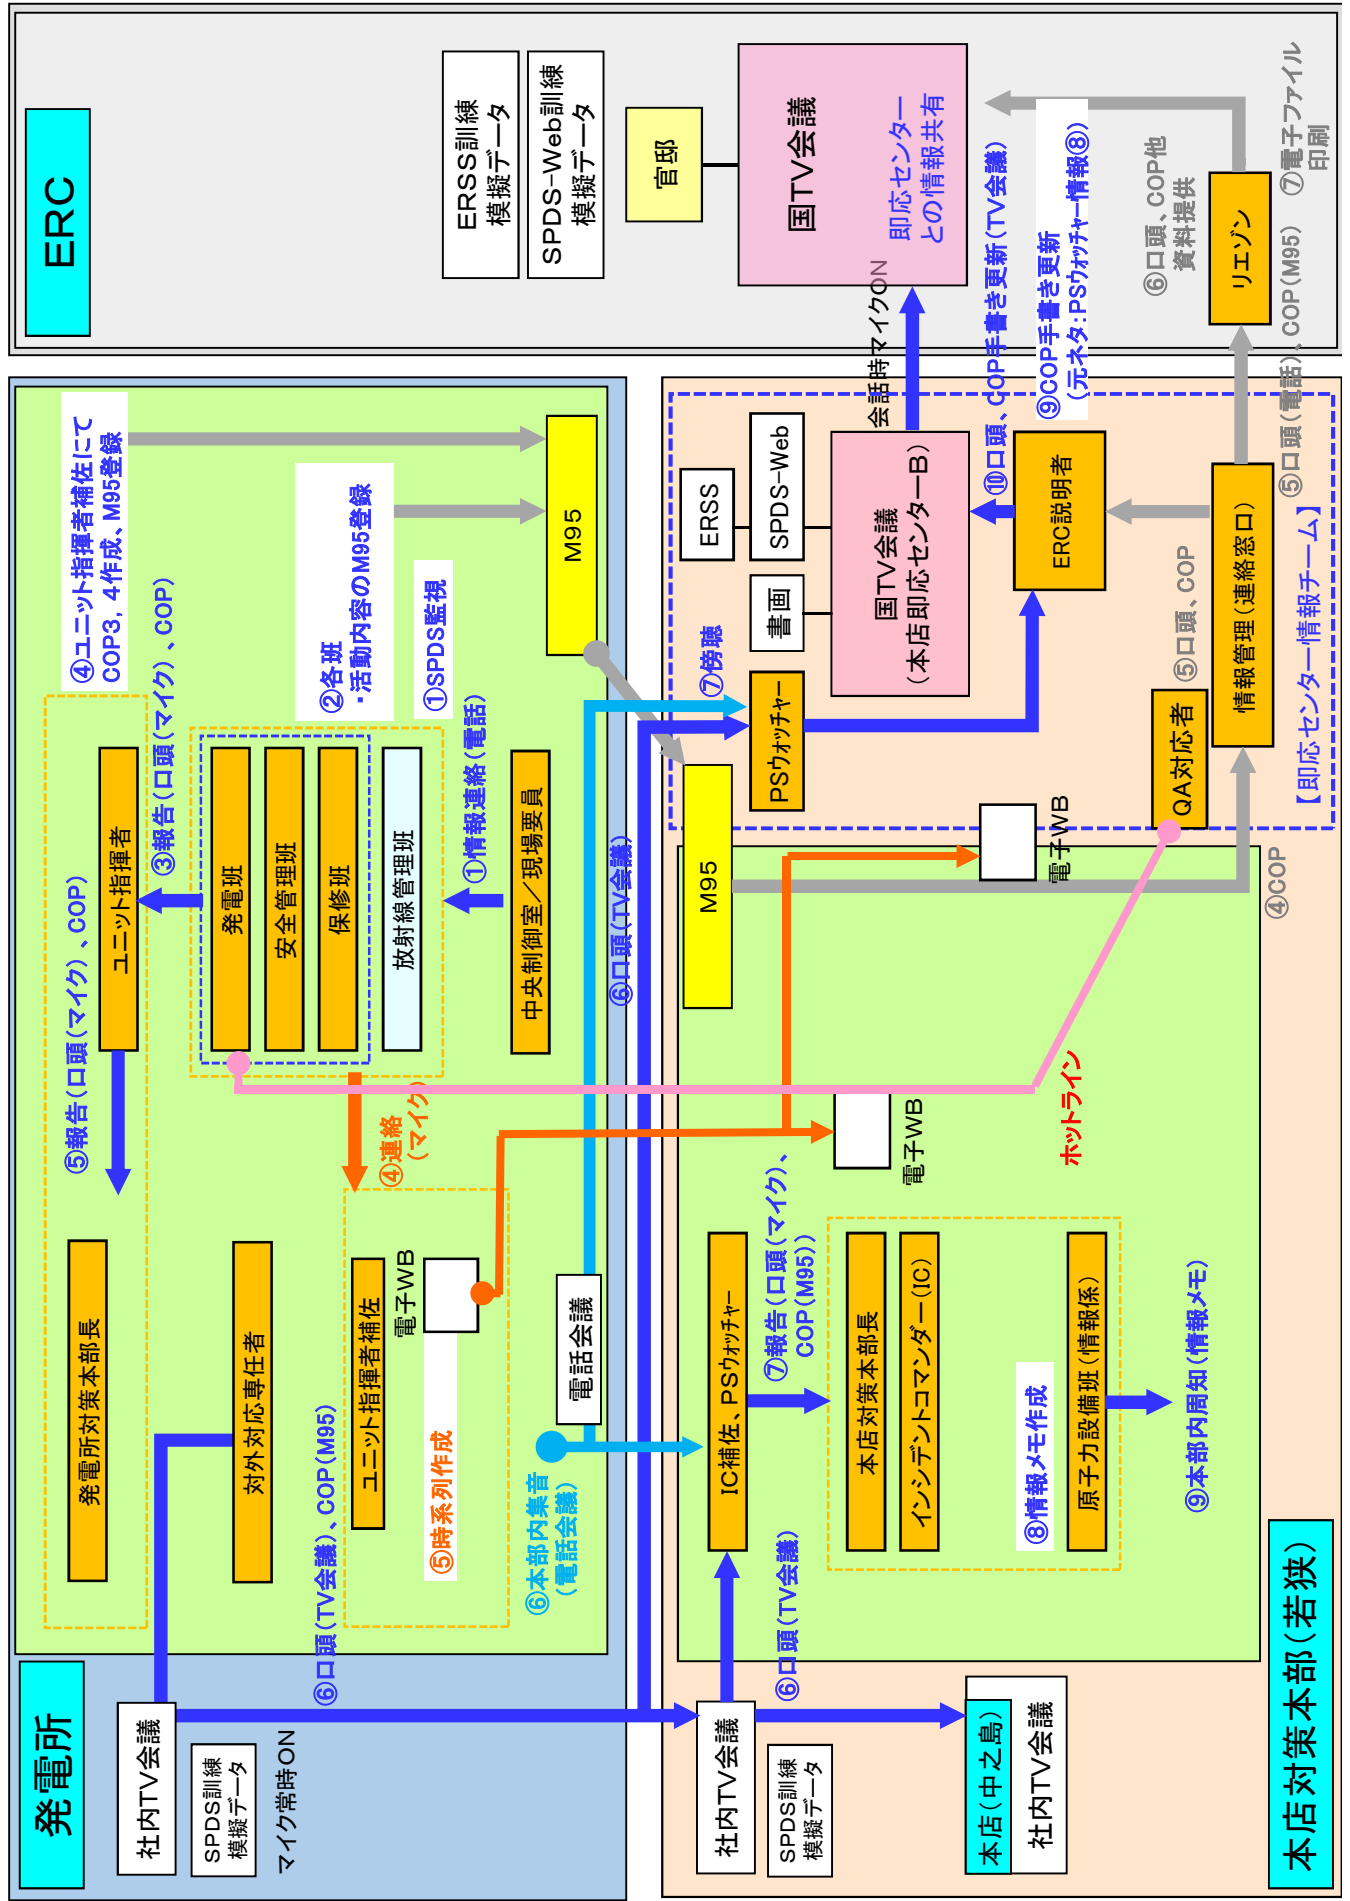 発電所
社内TV会議
SPDS訓練
模擬データ
マイク常時ON
発電所対策本部長
⑤報告(口頭(マイク)、COP)
ユニット指揮者
④ユニット指揮者補佐にて
COP3, 4作成、M95登録
③報告(口頭(マイク)、COP)
対外対応専任者
⑥口頭(TV会議)、COP(M95)
発電班
安全管理班
保修班
放射線管理班
②各班
・活動内容のM95登録
①SPDS監視
①情報連絡(電話)
中央制御室/現場要員
M95
④連絡
(マイク)
ユニット指揮者補佐
電子WB
⑤時系列作成
⑥本部内集音
(電話会議)
電話会議
⑥口頭(TV会議)
本店対策本部(若狭)
社内TV会議
SPDS訓練
模擬データ
⑥口頭(TV会議)
本店(中之島)
社内TV会議
IC補佐、PSウォッチャー
⑦報告(口頭(マイク)、
COP(M95))
本店対策本部長
インシデントコマンダー(IC)
⑧情報メモ作成
原子力設備班(情報係)
⑨本部内周知(情報メモ)
電子WB
電子WB
M95
ホットライン
④COP
⑦傍聴
PSウォッチャー
書画
ERSS
SPDS-Web
国TV会議
(本店即応センターB)
会話時マイクON
⑩口頭、COP手書き更新(TV会議)
ERC説明者
⑨COP手書き更新
(元ネタ:PSウォッチャー情報⑧)
QA対応者
⑤口頭、COP
情報管理(連絡窓口)
【即応センター情報チーム】
⑤口頭(電話)、COP(M95)
⑦電子ファイル
印刷
ERC
ERSS訓練
模擬データ
SPDS-Web訓練
模擬データ
官邸
国TV会議
即応センター
との情報共有
⑥口頭、COP他
資料提供
リエゾン